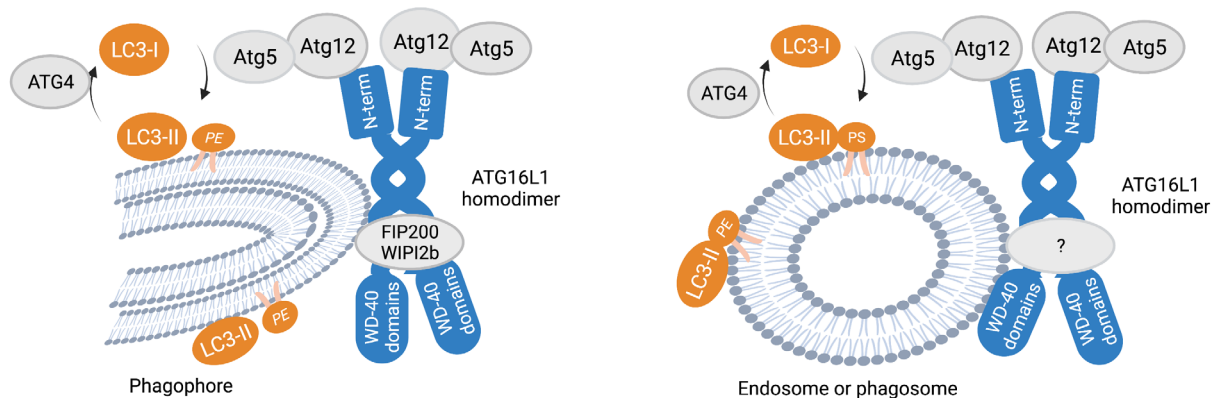 LC3-I
Atg5
Atg12
Atg12
Atg5
ATG4
N-term
N-term
LC3-II
PE
ATG16L1
homodimer
FIP200
WIPI2b
WD-40
domains
WD-40
domains
LC3-II
PE
Phagophore
LC3-I
Atg5
Atg12
Atg12
Atg5
ATG4
N-term
N-term
LC3-II
PS
ATG16L1
homodimer
PE
LC3-II
?
WD-40
domains
WD-40
domains
Endosome or phagosome